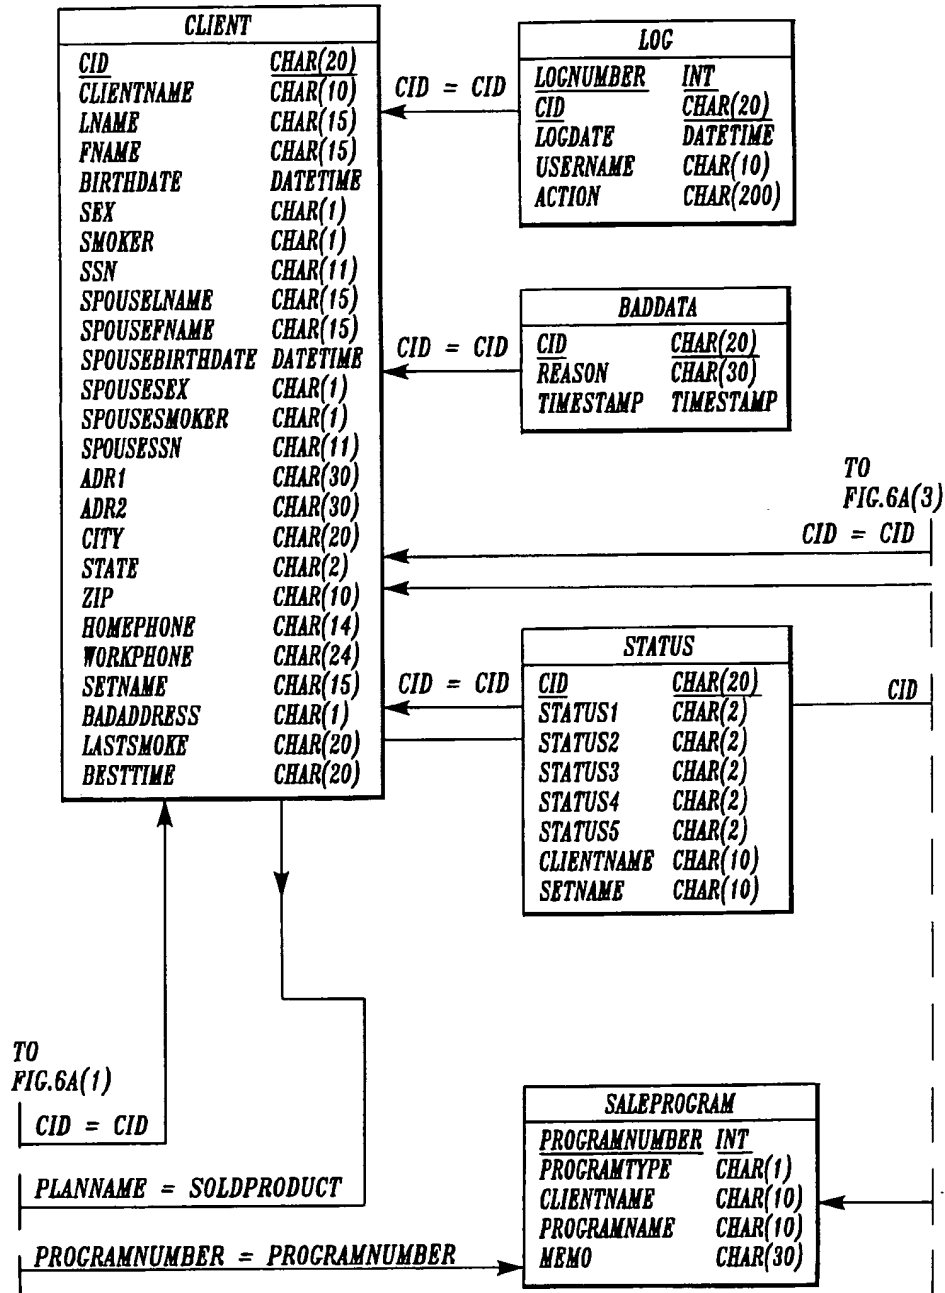 CLIENT
CID CHAR(20)
CLIENTNAME CHAR(10)
LNAME CHAR(15)
FNAME CHAR(15)
BIRTHDATE DATETIME
SEX CHAR(1)
SMOKER CHAR(1)
SSN CHAR(11)
SPOUSELNAME CHAR(15)
SPOUSEFNAME CHAR(15)
SPOUSEBIRTHDATE DATETIME
SPOUSESEX CHAR(1)
SPOUSESMOKER CHAR(1)
SPOUSESSN CHAR(11)
ADR1 CHAR(30)
ADR2 CHAR(30)
CITY CHAR(20)
STATE CHAR(2)
ZIP CHAR(10)
HOMEPHONE CHAR(14)
WORKPHONE CHAR(24)
SETNAME CHAR(15)
BADADDRESS CHAR(1)
LASTSMOKE CHAR(20)
BESTTIME CHAR(20)
CID = CID
LOG
LOGNUMBER INT
CID CHAR(20)
LOGDATE DATETIME
USERNAME CHAR(10)
ACTION CHAR(200)
CID = CID
BADDATA
CID CHAR(20)
REASON CHAR(30)
TIMESTAMP TIMESTAMP
TO
FIG.6A(3)
CID = CID
CID = CID
STATUS
CID CHAR(20)
STATUS1 CHAR(2)
STATUS2 CHAR(2)
STATUS3 CHAR(2)
STATUS4 CHAR(2)
STATUS5 CHAR(2)
CLIENTNAME CHAR(10)
SETNAME CHAR(10)
CID
TO
FIG.6A(1)
CID = CID
PLANNAME = SOLDPRODUCT
PROGRAMNUMBER = PROGRAMNUMBER
SALEPROGRAM
PROGRAMNUMBER INT
PROGRAMTYPE CHAR(1)
CLIENTNAME CHAR(10)
PROGRAMNAME CHAR(10)
MEMO CHAR(30)